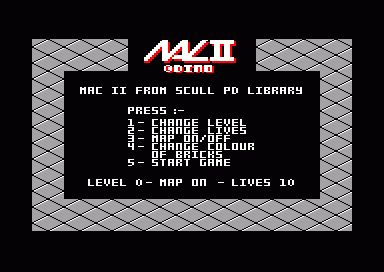 MAC II
@DINO
MAC II FROM SCULL PD LIBRARY
PRESS :-
1- CHANGE LEVEL
2- CHANGE LIVES
3- MAP ON/OFF
4- CHANGE COLOUR
OF BRICKS
5- START GAME
LEVEL 0- MAP ON - LIVES 10